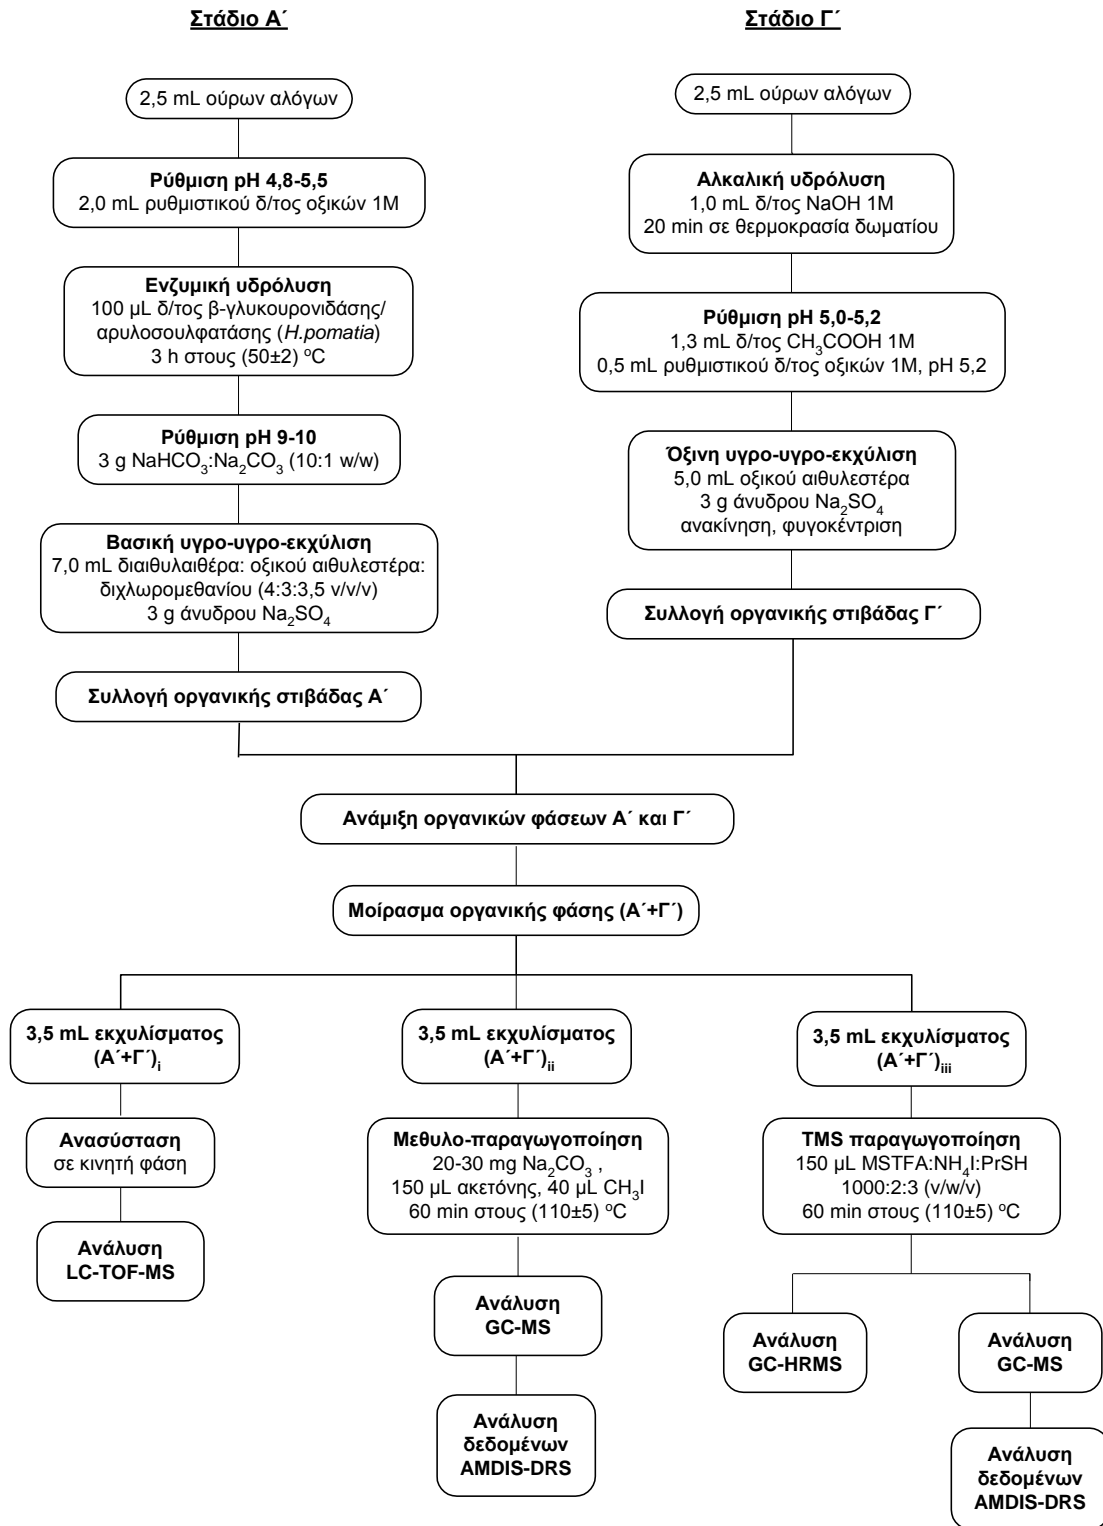 Στάδιο Α΄
2,5 mL ούρων αλόγων
Ρύθμιση pH 4,8-5,5
2,0 mL ρυθμιστικού δ/τος οξικών 1Μ
Ενζυμική υδρόλυση
100 μL δ/τος β-γλυκουρονιδάσης/
αρυλοσουλφατάσης (H.pomatia)
3 h στους (50±2) °C
Ρύθμιση pH 9-10
3 g NaHCO3:Na2CO3 (10:1 w/w)
Βασική υγρο-υγρο-εκχύλιση
7,0 mL διαιθυλαιθέρα: οξικού αιθυλεστέρα:
διχλωρομεθανίου (4:3:3,5 v/v/v)
3 g άνυδρου Na2SO4
Συλλογή οργανικής στιβάδας Α΄
Στάδιο Γ΄
2,5 mL ούρων αλόγων
Αλκαλική υδρόλυση
1,0 mL δ/τος NaOH 1M
20 min σε θερμοκρασία δωματίου
Ρύθμιση pH 5,0-5,2
1,3 mL δ/τος CH3COOH 1M
0,5 mL ρυθμιστικού δ/τος οξικών 1Μ, pH 5,2
Όξινη υγρο-υγρο-εκχύλιση
5,0 mL οξικού αιθυλεστέρα
3 g άνυδρου Na2SO4
ανακίνηση, φυγοκέντριση
Συλλογή οργανικής στιβάδας Γ΄
Ανάμιξη οργανικών φάσεων Α΄ και Γ΄
Μοίρασμα οργανικής φάσης (Α΄+Γ΄)
3,5 mL εκχυλίσματος
(Α΄+Γ΄)i
Ανασύσταση
σε κινητή φάση
Ανάλυση
LC-TOF-MS
3,5 mL εκχυλίσματος
(Α΄+Γ΄)ii
Μεθυλο-παραγωγοποίηση
20-30 mg Na2CO3 ,
150 μL ακετόνης, 40 μL CH3I
60 min στους (110±5) °C
Ανάλυση
GC-MS
Ανάλυση
δεδομένων
AMDIS-DRS
3,5 mL εκχυλίσματος
(Α΄+Γ΄)iii
TMS παραγωγοποίηση
150 μL MSTFA:NH4I:PrSH
1000:2:3 (v/w/v)
60 min στους (110±5) °C
Ανάλυση
GC-HRMS
Ανάλυση
GC-MS
Ανάλυση
δεδομένων
AMDIS-DRS